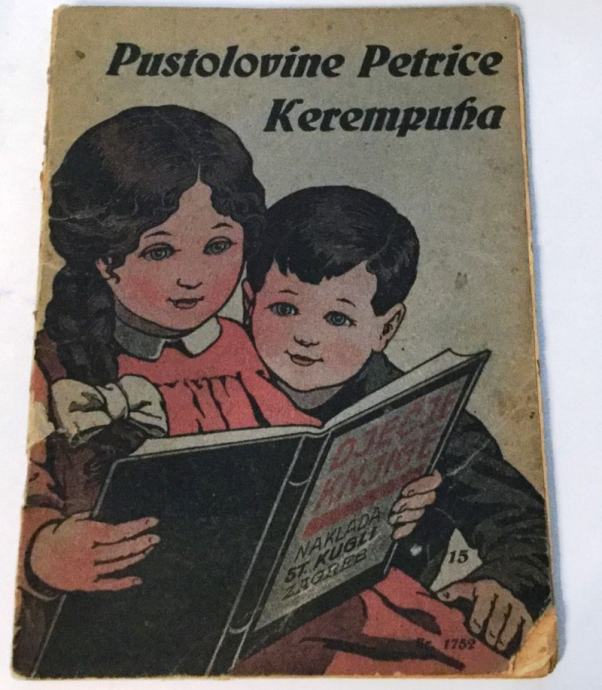 Pustolovine Petrice
Kerempuha
DJEČJE
KNJIGE
NAKLADA
ST. KUGLI
ZAGREB
15
Br. 1752